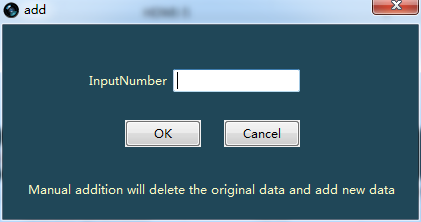 add
InputNumber
OK
Cancel
Manual addition will delete the original data and add new data